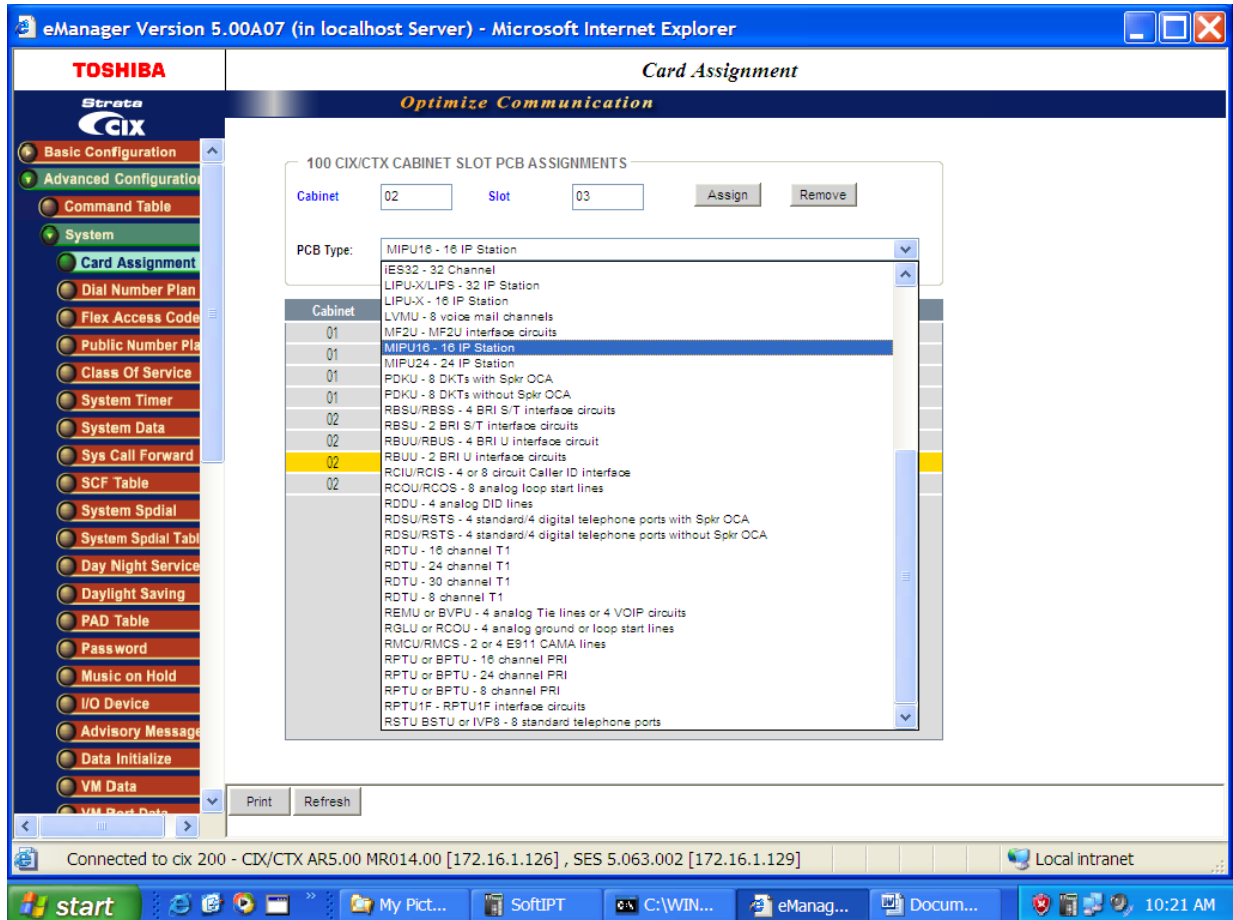 eManager Version 5.00A07 (in localhost Server) - Microsoft Internet Explorer
TOSHIBA
Card Assignment
Strata
CIX
Optimize Communication
Basic Configuration
Advanced Configuration
Command Table
System
Card Assignment
Dial Number Plan
Flex Access Code
Public Number Pla
Class Of Service
System Timer
System Data
Sys Call Forward
SCF Table
System Spdial
System Spdial Tabl
Day Night Service
Daylight Saving
PAD Table
Password
Music on Hold
I/O Device
Advisory Message
Data Initialize
VM Data
VM Port Data
100 CIX/CTX CABINET SLOT PCB ASSIGNMENTS
Cabinet 02 Slot 03 Assign Remove
PCB Type: MIPU16 - 16 IP Station
iES32 - 32 Channel
LIPU-X/LIPS - 32 IP Station
LIPU-X - 16 IP Station
LVMU - 8 voice mail channels
MF2U - MF2U interface circuits
MIPU16 - 16 IP Station
MIPU24 - 24 IP Station
PDKU - 8 DKTs with Spkr OCA
PDKU - 8 DKTs without Spkr OCA
RBSU/RBSS - 4 BRI S/T interface circuits
RBSU - 2 BRI S/T interface circuits
RBUU/RBUS - 4 BRI U interface circuit
RBUU - 2 BRI U interface circuits
RCIU/RCIS - 4 or 8 circuit Caller ID interface
RCOU/RCOS - 8 analog loop start lines
RDDU - 4 analog DID lines
RDSU/RSTS - 4 standard/4 digital telephone ports with Spkr OCA
RDSU/RSTS - 4 standard/4 digital telephone ports without Spkr OCA
RDTU - 16 channel T1
RDTU - 24 channel T1
RDTU - 30 channel T1
RDTU - 8 channel T1
REMU or BVPU - 4 analog Tie lines or 4 VOIP circuits
RGLU or RCOU - 4 analog ground or loop start lines
RMCU/RMCS - 2 or 4 E911 CAMA lines
RPTU or BPTU - 16 channel PRI
RPTU or BPTU - 24 channel PRI
RPTU or BPTU - 8 channel PRI
RPTU1F - RPTU1F interface circuits
RSTU BSTU or IVP8 - 8 standard telephone ports
Cabinet
01
01
01
01
02
02
02
02
Print Refresh
Connected to cix 200 - CIX/CTX AR5.00 MR014.00 [172.16.1.126] , SES 5.063.002 [172.16.1.129]
Local intranet
start
My Pict...
SoftIPT
C:\WIN...
eManag...
Docum...
10:21 AM